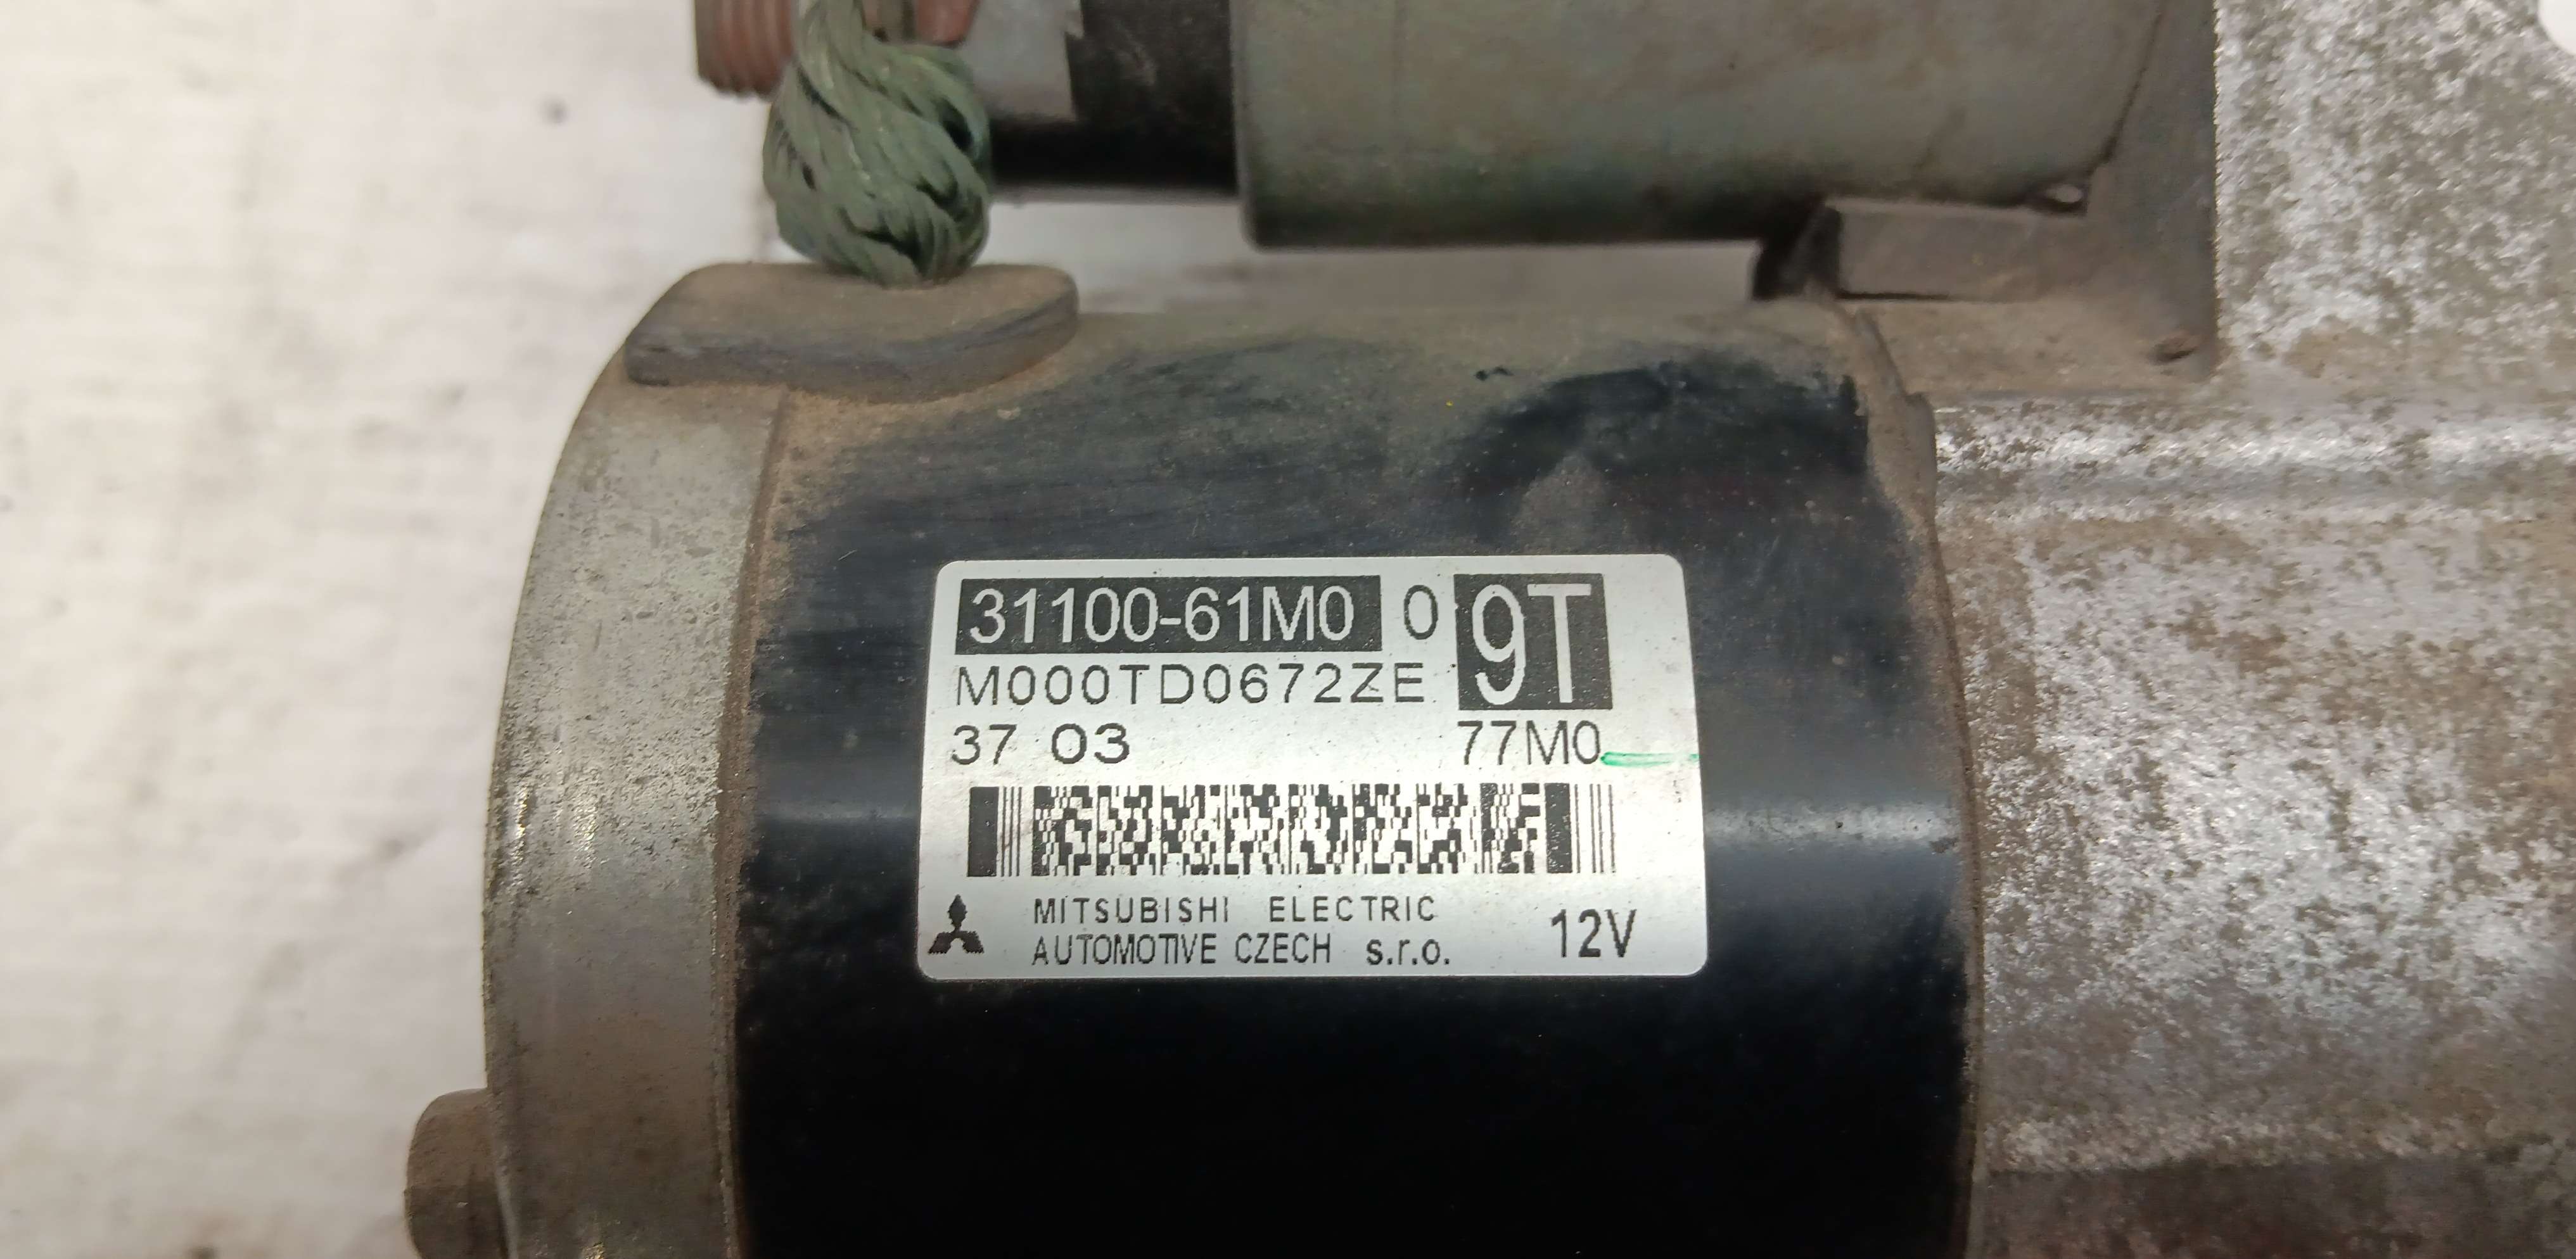 31100-61M0 0 9T
M000TD0672ZE
37 03 77M0
MITSUBISHI ELECTRIC
AUTOMOTIVE CZECH s.r.o. 12V